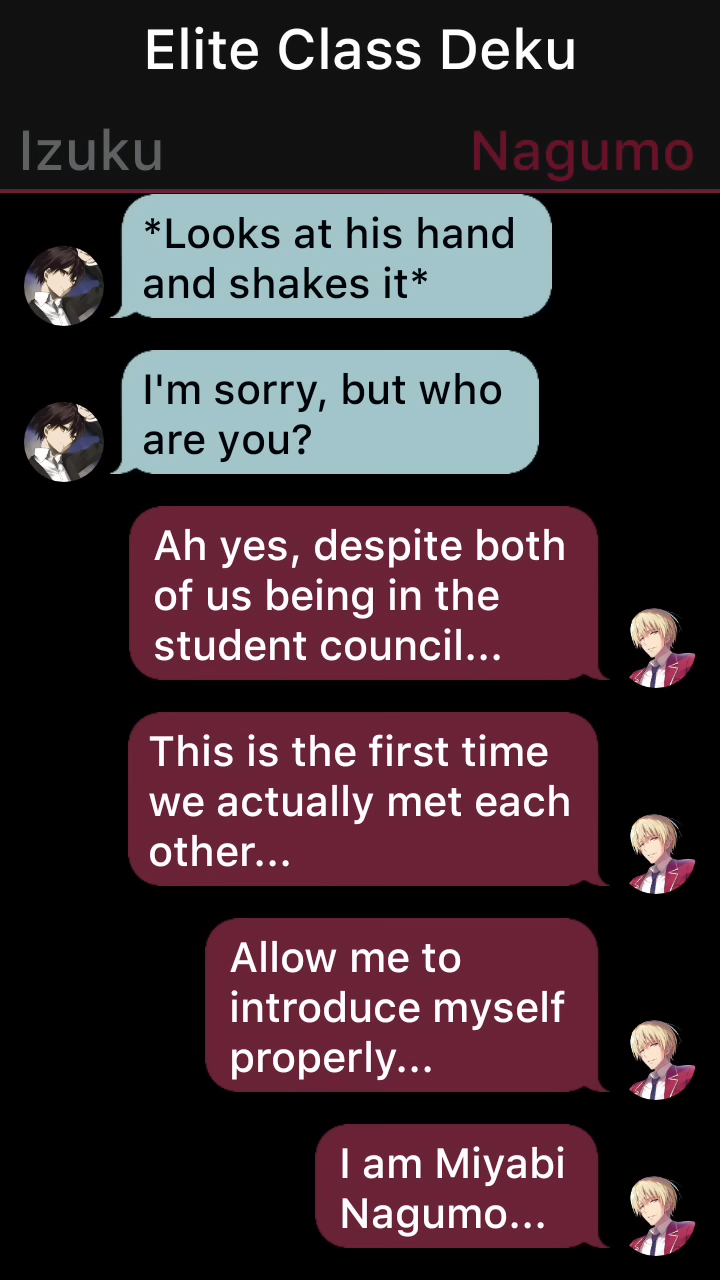 Elite Class Deku
Izuku
Nagumo
*Looks at his hand
and shakes it*
I'm sorry, but who
are you?
Ah yes, despite both
of us being in the
student council...
This is the first time
we actually met each
other...
Allow me to
introduce myself
properly...
I am Miyabi
Nagumo...